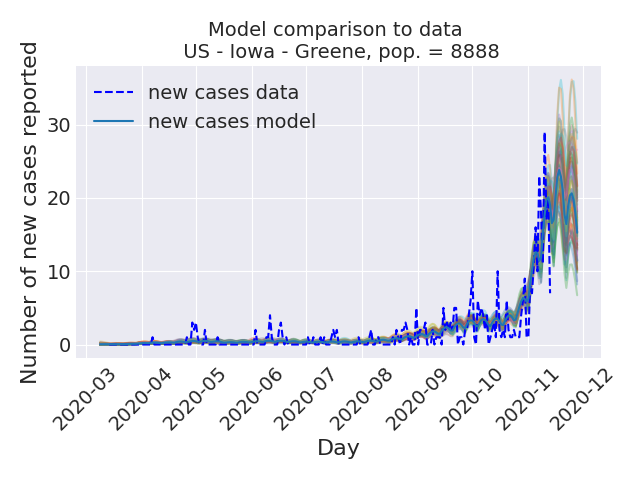 Model comparison to data
US - Iowa - Greene, pop. = 8888
Number of new cases reported
new cases data
new cases model
30
20
10
0
2020-03
2020-04
2020-05
2020-06
2020-07
2020-08
2020-09
2020-10
2020-11
2020-12
Day